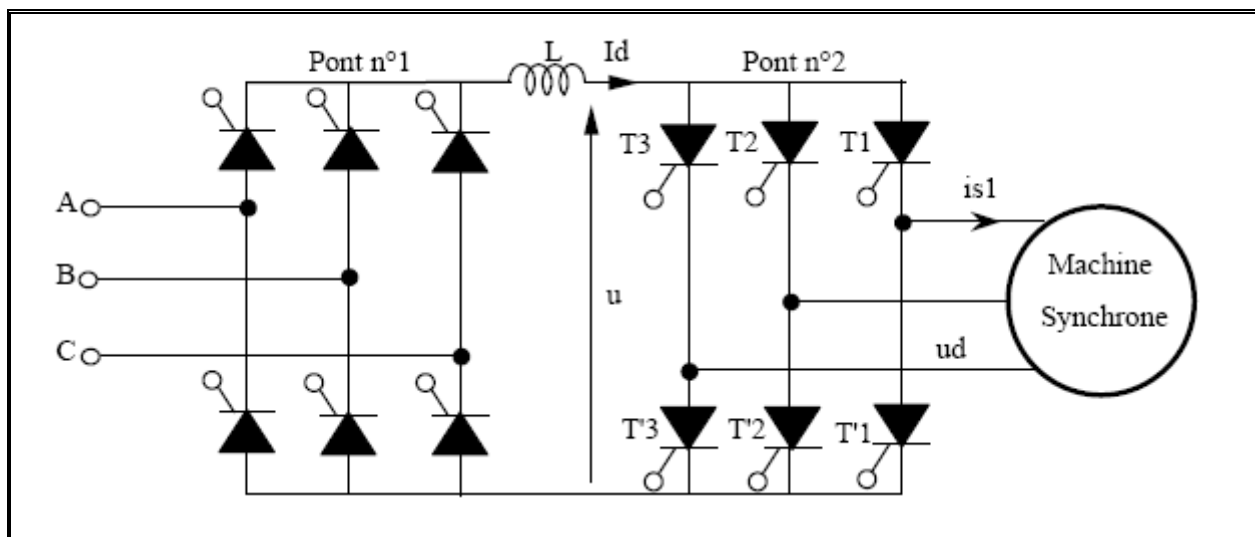 Pont n°1
L
Id
Pont n°2
T3
T2
T1
A
is1
Machine
Synchrone
B
u
C
ud
T'3
T'2
T'1